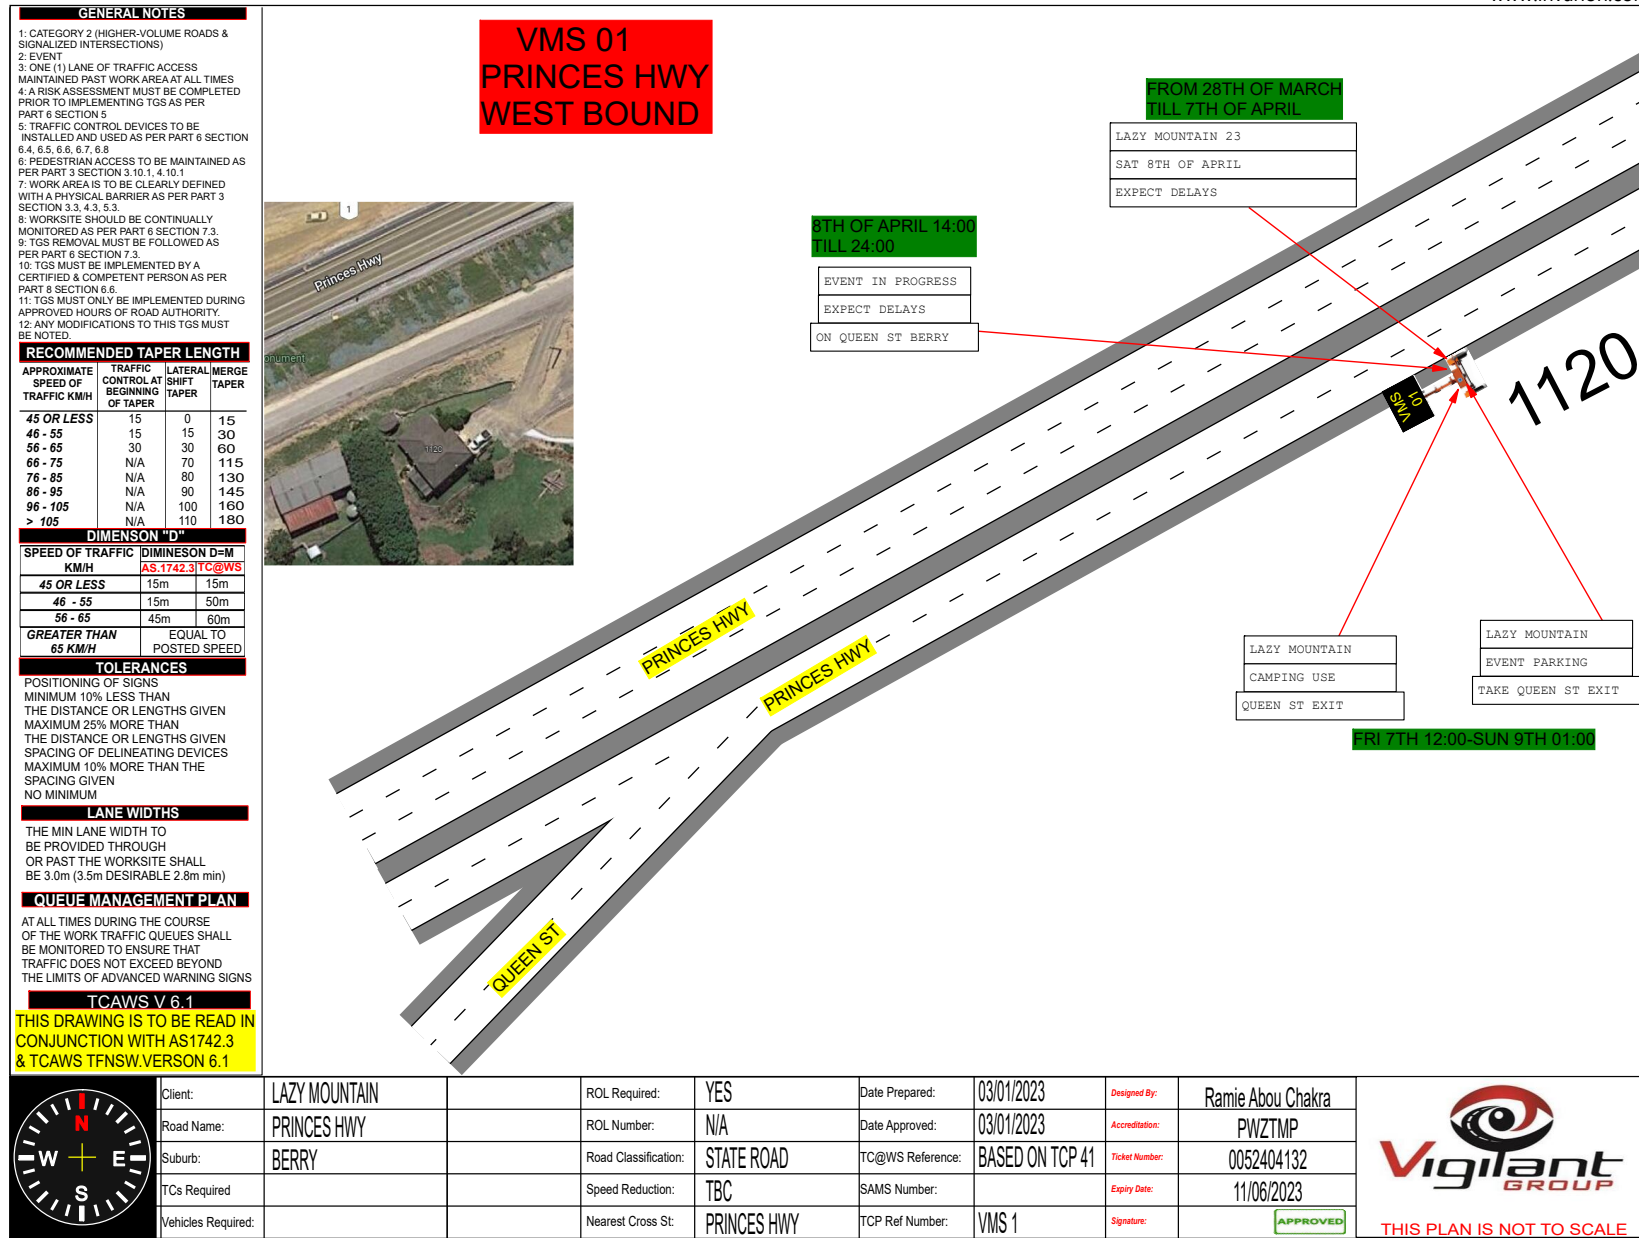 GENERAL NOTES
1: CATEGORY 2 (HIGHER-VOLUME ROADS &
SIGNALIZED INTERSECTIONS)
2: EVENT
3: ONE (1) LANE OF TRAFFIC ACCESS
MAINTAINED PAST WORK AREA AT ALL TIMES
4: A RISK ASSESSMENT MUST BE COMPLETED
PRIOR TO IMPLEMENTING TGS AS PER
PART 6 SECTION 5
5: TRAFFIC CONTROL DEVICES TO BE
INSTALLED AND USED AS PER PART 6 SECTION
6.4, 6.5, 6.6, 6.7, 6.8
6: PEDESTRIAN ACCESS TO BE MAINTAINED AS
PER PART 3 SECTION 3.10.1, 4.10.1
7: WORK AREA IS TO BE CLEARLY DEFINED
WITH A PHYSICAL BARRIER AS PER PART 3
SECTION 3.3, 4.3, 5.3.
8: WORKSITE SHOULD BE CONTINUALLY
MONITORED AS PER PART 6 SECTION 7.3.
9: TGS REMOVAL MUST BE FOLLOWED AS
PER PART 6 SECTION 7.3.
10: TGS MUST BE IMPLEMENTED BY A
CERTIFIED & COMPETENT PERSON AS PER
PART 8 SECTION 6.6.
11: TGS MUST ONLY BE IMPLEMENTED DURING
APPROVED HOURS OF ROAD AUTHORITY.
12: ANY MODIFICATIONS TO THIS TGS MUST
BE NOTED.
RECOMMENDED TAPER LENGTH
APPROXIMATE SPEED OF TRAFFIC KM/H TRAFFIC CONTROL AT BEGINNING OF TAPER LATERAL SHIFT TAPER MERGE TAPER
45 OR LESS 15 0 15
46 - 55 15 15 30
56 - 65 30 30 60
66 - 75 N/A 70 115
76 - 85 N/A 80 130
86 - 95 N/A 90 145
96 - 105 N/A 100 160
> 105 N/A 110 180
DIMENSON "D"
SPEED OF TRAFFIC KM/H DIMINESON D=M
AS.1742.3 TC@WS
45 OR LESS 15m 15m
46 - 55 15m 50m
56 - 65 45m 60m
GREATER THAN 65 KM/H EQUAL TO POSTED SPEED
TOLERANCES
POSITIONING OF SIGNS
MINIMUM 10% LESS THAN
THE DISTANCE OR LENGTHS GIVEN
MAXIMUM 25% MORE THAN
THE DISTANCE OR LENGTHS GIVEN
SPACING OF DELINEATING DEVICES
MAXIMUM 10% MORE THAN THE
SPACING GIVEN
NO MINIMUM
LANE WIDTHS
THE MIN LANE WIDTH TO
BE PROVIDED THROUGH
OR PAST THE WORKSITE SHALL
BE 3.0m (3.5m DESIRABLE 2.8m min)
QUEUE MANAGEMENT PLAN
AT ALL TIMES DURING THE COURSE
OF THE WORK TRAFFIC QUEUES SHALL
BE MONITORED TO ENSURE THAT
TRAFFIC DOES NOT EXCEED BEYOND
THE LIMITS OF ADVANCED WARNING SIGNS
TCAWS V 6.1
THIS DRAWING IS TO BE READ IN
CONJUNCTION WITH AS1742.3
& TCAWS TFNSW.VERSON 6.1
VMS 01
PRINCES HWY
WEST BOUND
1
Princes Hwy
onument
1120
FROM 28TH OF MARCH
TILL 7TH OF APRIL
LAZY MOUNTAIN 23
SAT 8TH OF APRIL
EXPECT DELAYS
8TH OF APRIL 14:00
TILL 24:00
EVENT IN PROGRESS
EXPECT DELAYS
ON QUEEN ST BERRY
VMS
01
1120
PRINCES HWY
PRINCES HWY
QUEEN ST
LAZY MOUNTAIN
CAMPING USE
QUEEN ST EXIT
LAZY MOUNTAIN
EVENT PARKING
TAKE QUEEN ST EXIT
FRI 7TH 12:00-SUN 9TH 01:00
N
W E
S
Client: LAZY MOUNTAIN ROL Required: YES Date Prepared: 03/01/2023 Designed By: Ramie Abou Chakra
Road Name: PRINCES HWY ROL Number: N/A Date Approved: 03/01/2023 Accreditation: PWZTMP
Suburb: BERRY Road Classification: STATE ROAD TC@WS Reference: BASED ON TCP 41 Ticket Number: 0052404132
TCs Required Speed Reduction: TBC SAMS Number: Expiry Date: 11/06/2023
Vehicles Required: Nearest Cross St: PRINCES HWY TCP Ref Number: VMS 1 Signature: APPROVED
Vigilant
GROUP
THIS PLAN IS NOT TO SCALE